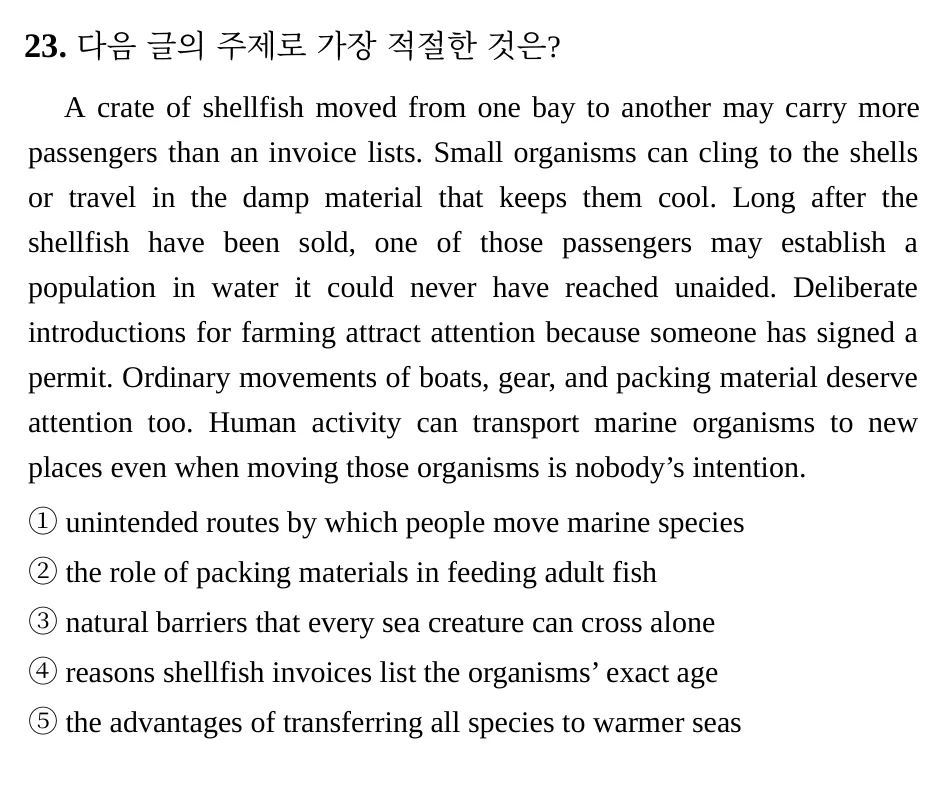 23. 다음 글의 주제로 가장 적절한 것은?
A crate of shellfish moved from one bay to another may carry more
passengers than an invoice lists. Small organisms can cling to the shells
or travel in the damp material that keeps them cool. Long after the
shellfish have been sold, one of those passengers may establish a
population in water it could never have reached unaided. Deliberate
introductions for farming attract attention because someone has signed a
permit. Ordinary movements of boats, gear, and packing material deserve
attention too. Human activity can transport marine organisms to new
places even when moving those organisms is nobody’s intention.
① unintended routes by which people move marine species
② the role of packing materials in feeding adult fish
③ natural barriers that every sea creature can cross alone
④ reasons shellfish invoices list the organisms’ exact age
⑤ the advantages of transferring all species to warmer seas